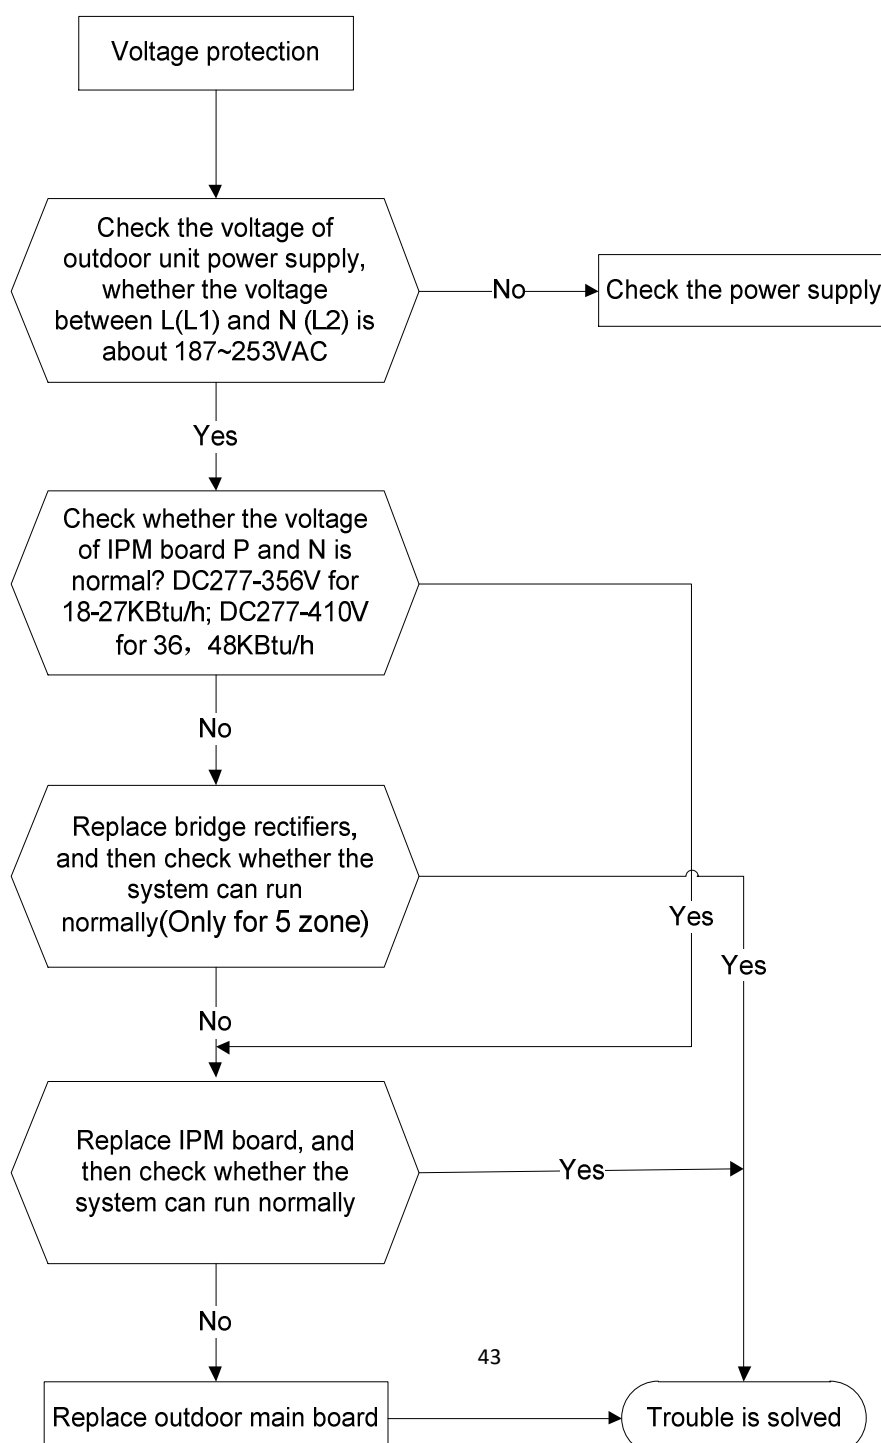 Voltage protection
Check the voltage of
outdoor unit power supply,
whether the voltage
between L(L1) and N (L2) is
about 187~253VAC
No
Check the power supply
Yes
Check whether the voltage
of IPM board P and N is
normal? DC277-356V for
18-27KBtu/h; DC277-410V
for 36，48KBtu/h
No
Replace bridge rectifiers,
and then check whether the
system can run
normally(Only for 5 zone)
Yes
Yes
No
Replace IPM board, and
then check whether the
system can run normally
Yes
No
43
Replace outdoor main board
Trouble is solved